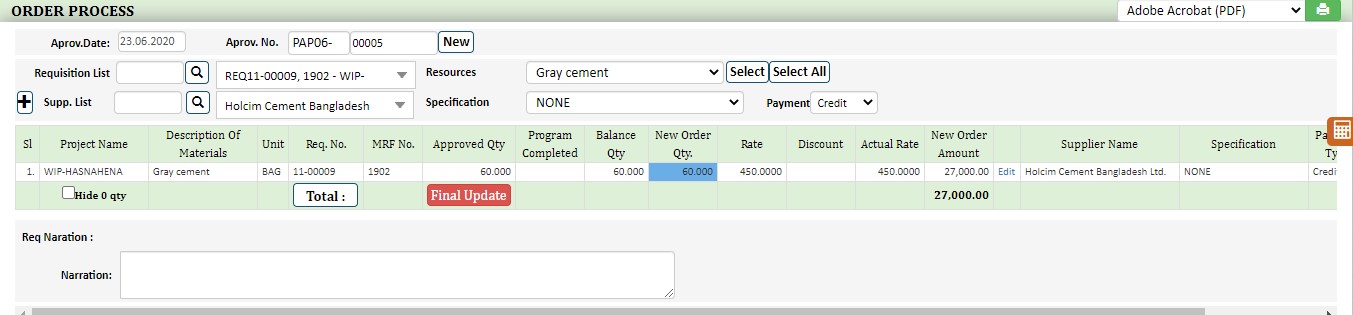 ORDER PROCESS Adobe Acrobat (PDF)
Aprov.Date: 23.06.2020 Aprov. No. PAP06- 00005 New
Requisition List REQ11-00009, 1902 - WIP- Resources Gray cement Select Select All
Supp. List Holcim Cement Bangladesh Specification NONE Payment Credit
Sl Project Name Description Of Materials Unit Req. No. MRF No. Approved Qty Program Completed Balance Qty New Order Qty. Rate Discount Actual Rate New Order Amount Supplier Name Specification Pa Ty
1. WIP-HASNAHENA Gray cement BAG 11-00009 1902 60.000 60.000 60.000 450.0000 450.0000 27,000.00 Edit Holcim Cement Bangladesh Ltd. NONE Credi
Hide 0 qty Total : Final Update 27,000.00
Req Naration :
Narration: